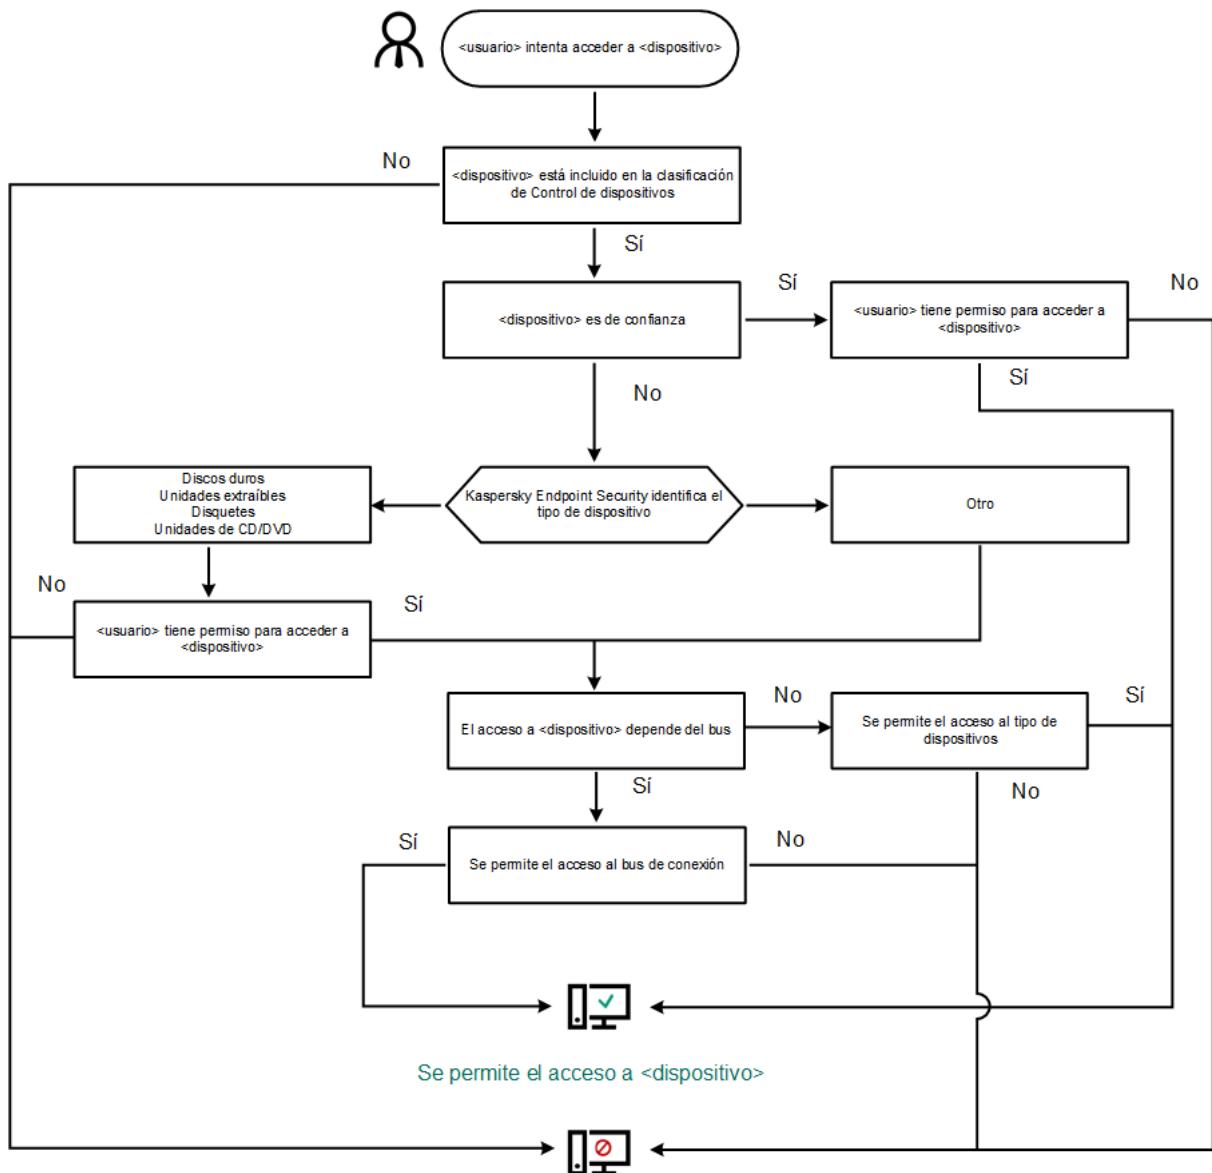 <usuario> intenta acceder a <dispositivo>
No
<dispositivo> está incluido en la clasificación
de Control de dispositivos
Sí
Sí
No
<dispositivo> es de confianza
<usuario> tiene permiso para acceder a
<dispositivo>
No
Sí
Discos duros
Unidades extraíbles
Disquetes
Unidades de CD/DVD
Kaspersky Endpoint Security identifica el
tipo de dispositivo
Otro
No
Sí
<usuario> tiene permiso para acceder a
<dispositivo>
El acceso a <dispositivo> depende del bus
No
Se permite el acceso al tipo de
dispositivos
Sí
Sí
No
Sí
Se permite el acceso al bus de conexión
No
Se permite el acceso a <dispositivo>